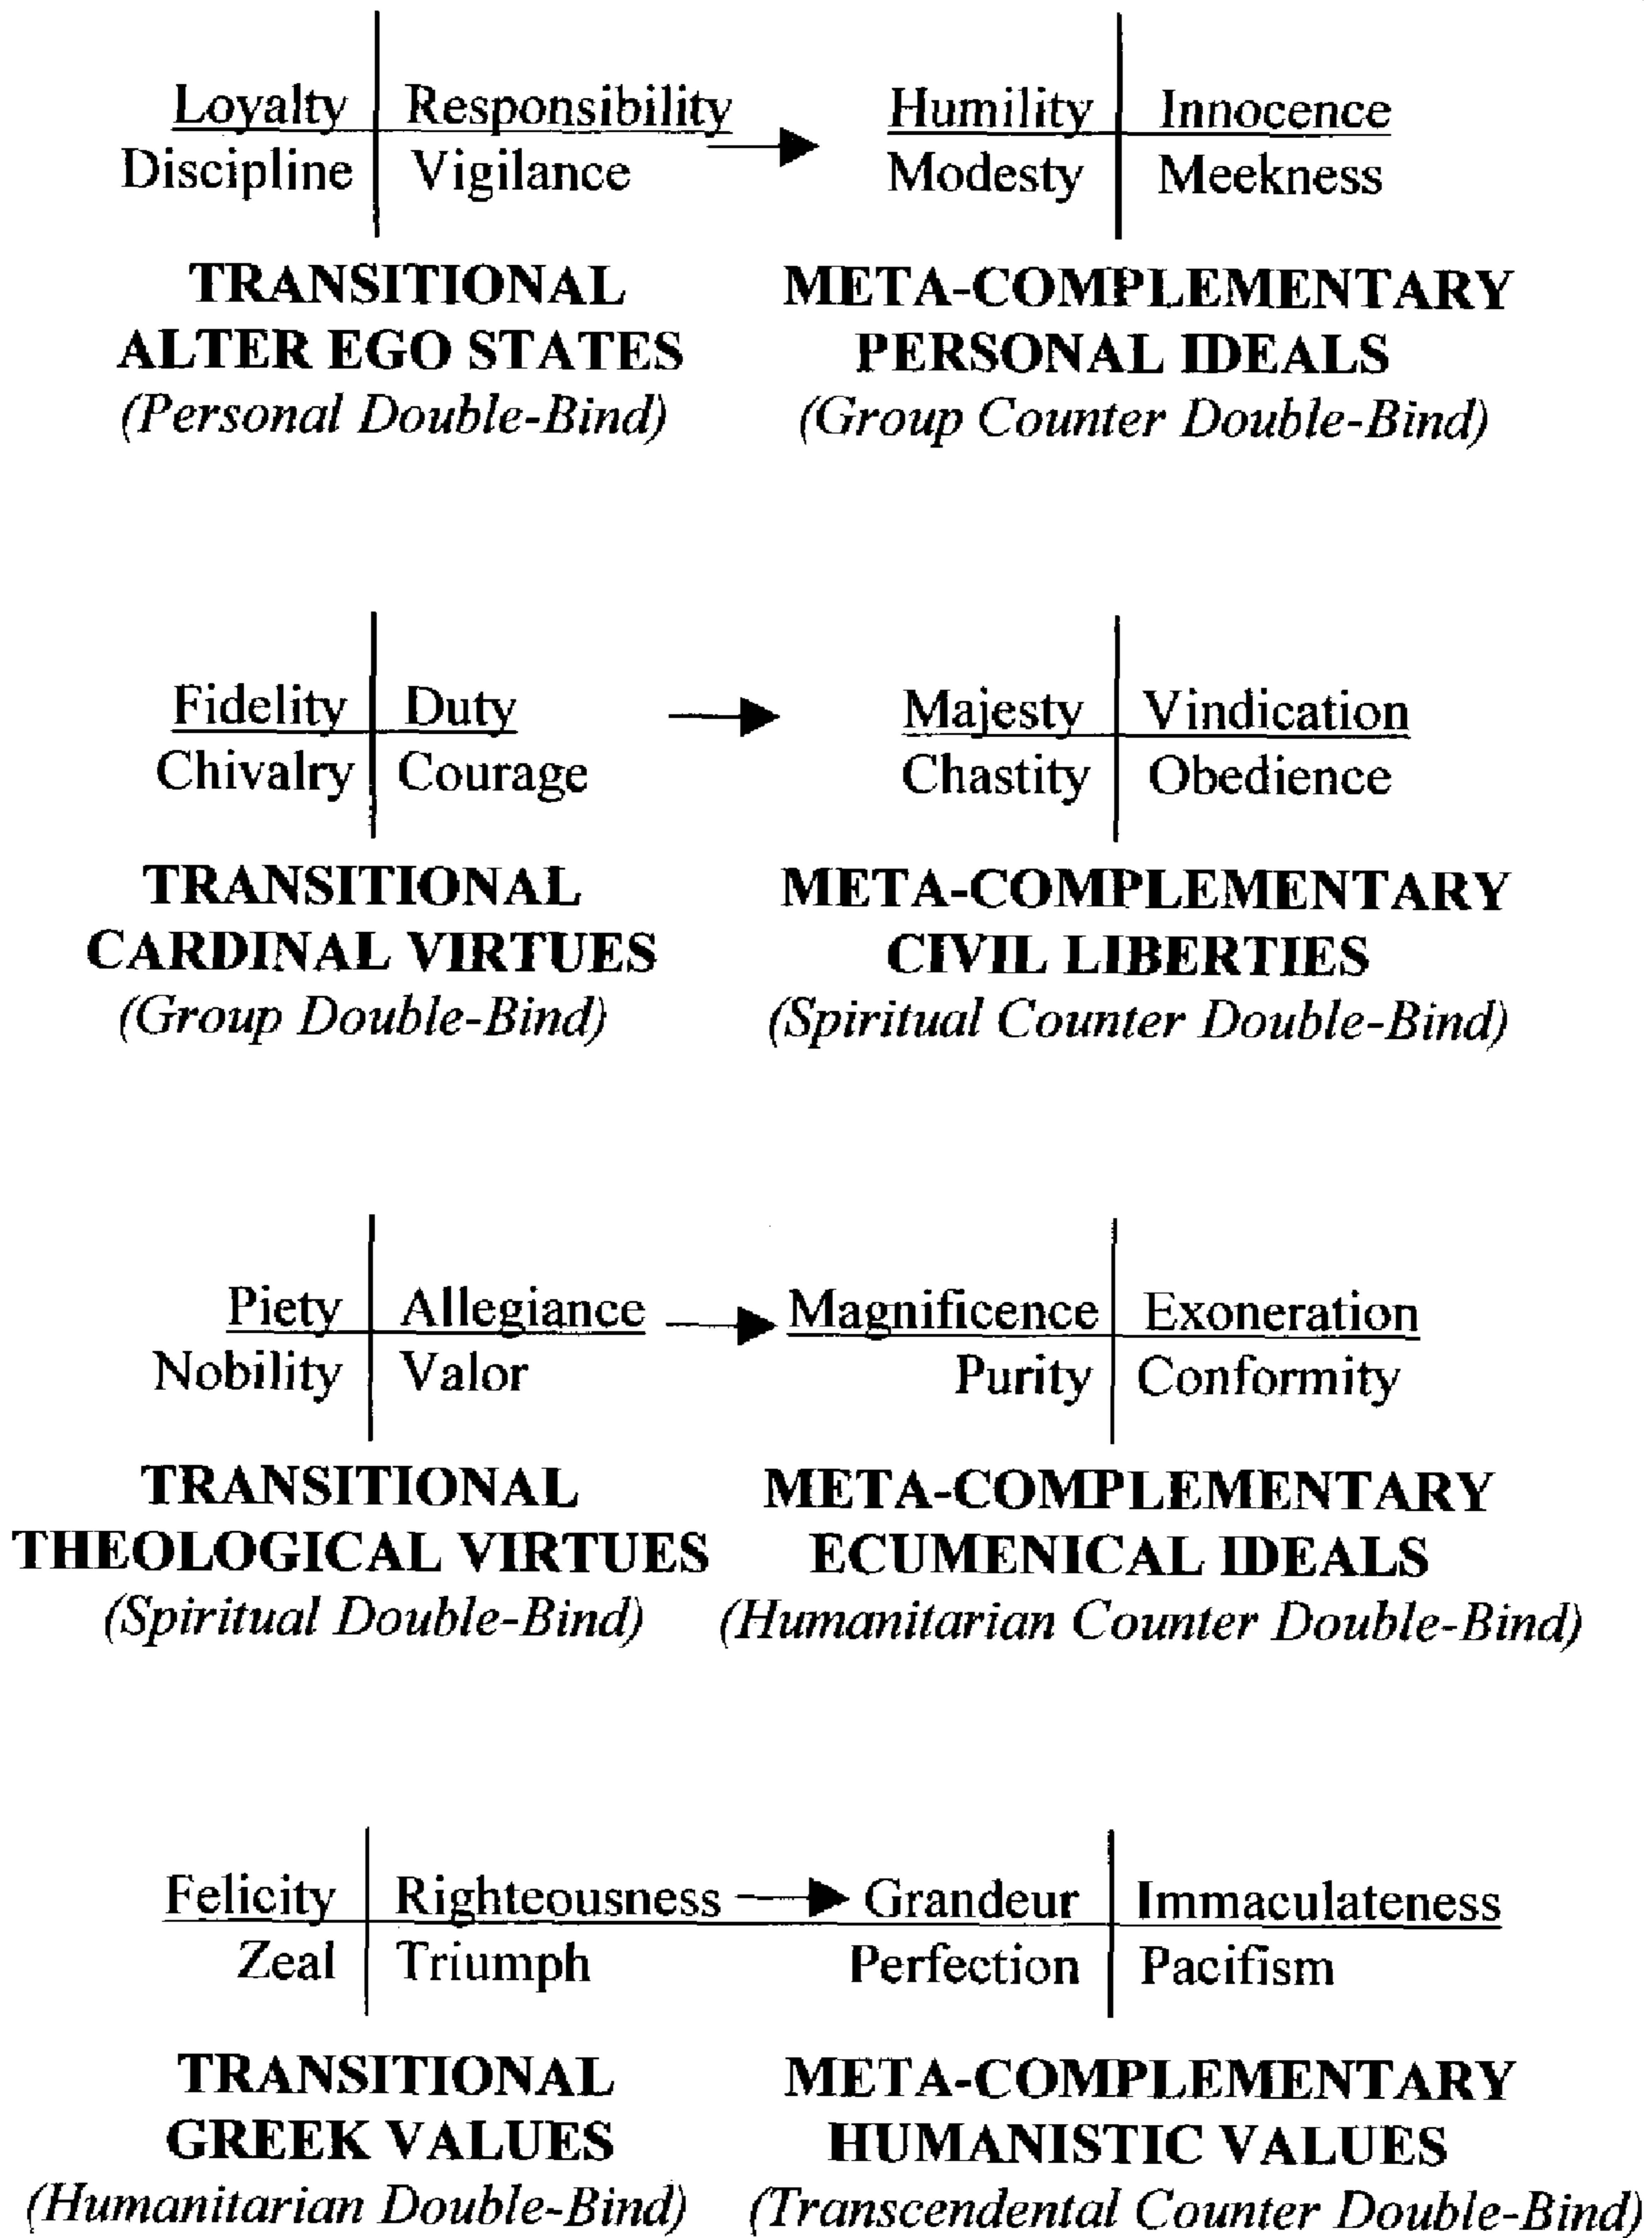 Loyalty Responsibility Humility Innocence
Discipline Vigilance Modesty Meekness
TRANSITIONAL META-COMPLEMENTARY
ALTER EGO STATES PERSONAL IDEALS
(Personal Double-Bind) (Group Counter Double-Bind)
Fidelity Duty Majesty Vindication
Chivalry Courage Chastity Obedience
TRANSITIONAL META-COMPLEMENTARY
CARDINAL VIRTUES CIVIL LIBERTIES
(Group Double-Bind) (Spiritual Counter Double-Bind)
Piety Allegiance Magnificence Exoneration
Nobility Valor Purity Conformity
TRANSITIONAL META-COMPLEMENTARY
THEOLOGICAL VIRTUES ECUMENICAL IDEALS
(Spiritual Double-Bind) (Humanitarian Counter Double-Bind)
Felicity Righteousness Grandeur Immaculateness
Zeal Triumph Perfection Pacifism
TRANSITIONAL META-COMPLEMENTARY
GREEK VALUES HUMANISTIC VALUES
(Humanitarian Double-Bind) (Transcendental Counter Double-Bind)